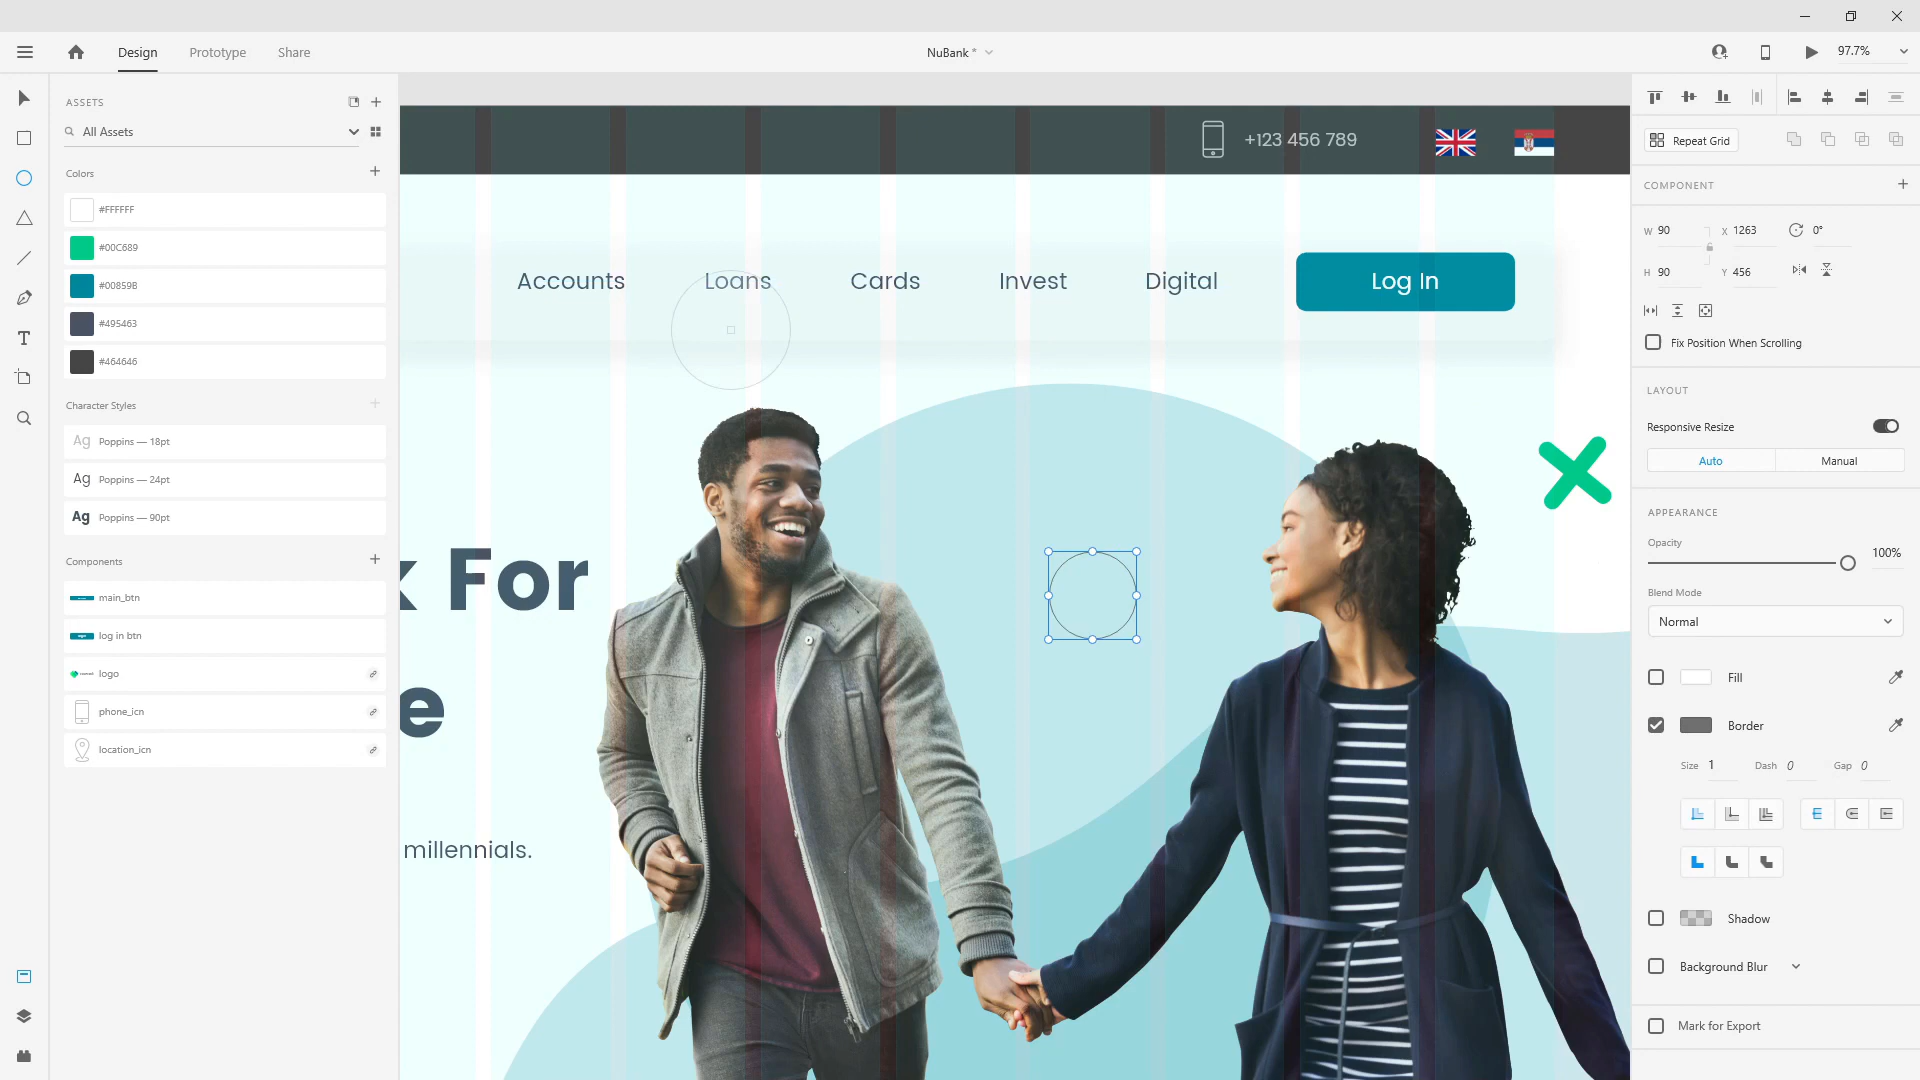 Design Prototype Share
NuBank *
97.7%
ASSETS
All Assets
Colors
#FFFFFF
#00C689
#00859B
#495463
#464646
Character Styles
Ag Poppins — 18pt
Ag Poppins — 24pt
Ag Poppins — 90pt
Components
main_btn
log in btn
logo
phone_icn
location_icn
+123 456 789
Accounts Loans Cards Invest Digital Log In
k For
e
millennials.
Repeat Grid
COMPONENT
W 90 X 1263 0°
H 90 Y 456
Fix Position When Scrolling
LAYOUT
Responsive Resize
Auto Manual
APPEARANCE
Opacity
100%
Blend Mode
Normal
Fill
Border
Size 1 Dash 0 Gap 0
Shadow
Background Blur
Mark for Export